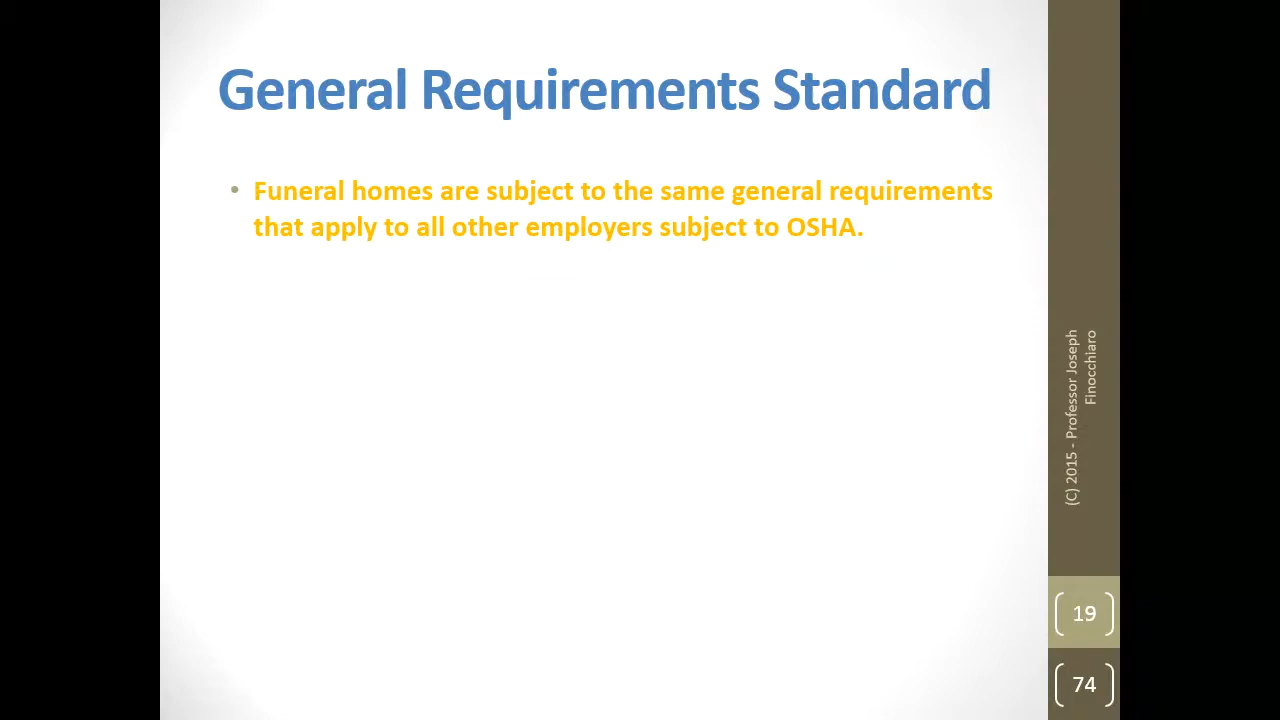 General Requirements Standard
• Funeral homes are subject to the same general requirements
that apply to all other employers subject to OSHA.
(C) 2015 - Professor Joseph
Finocchiaro
19
74